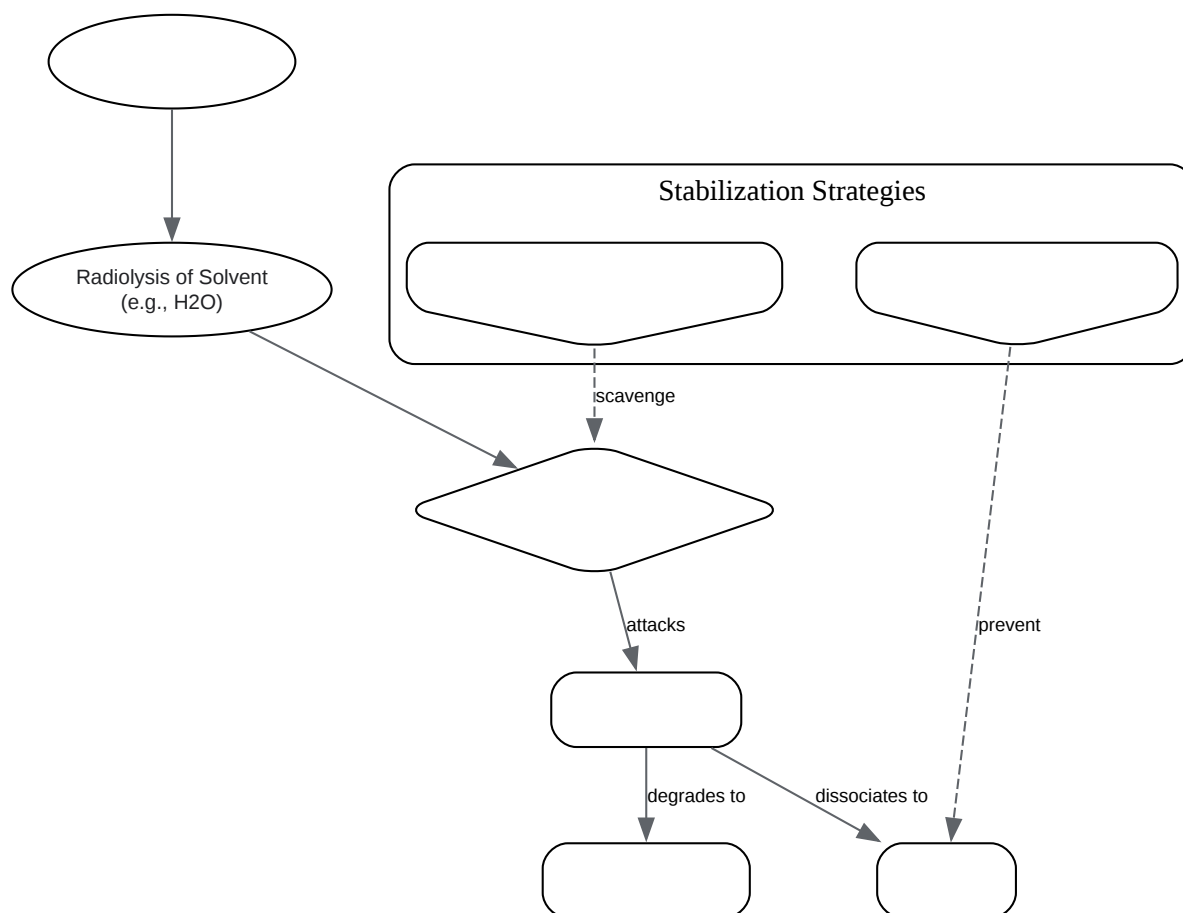 Stabilization Strategies
Radiolysis of Solvent
(e.g., H2O)
scavenge
attacks
prevent
degrades to
dissociates to